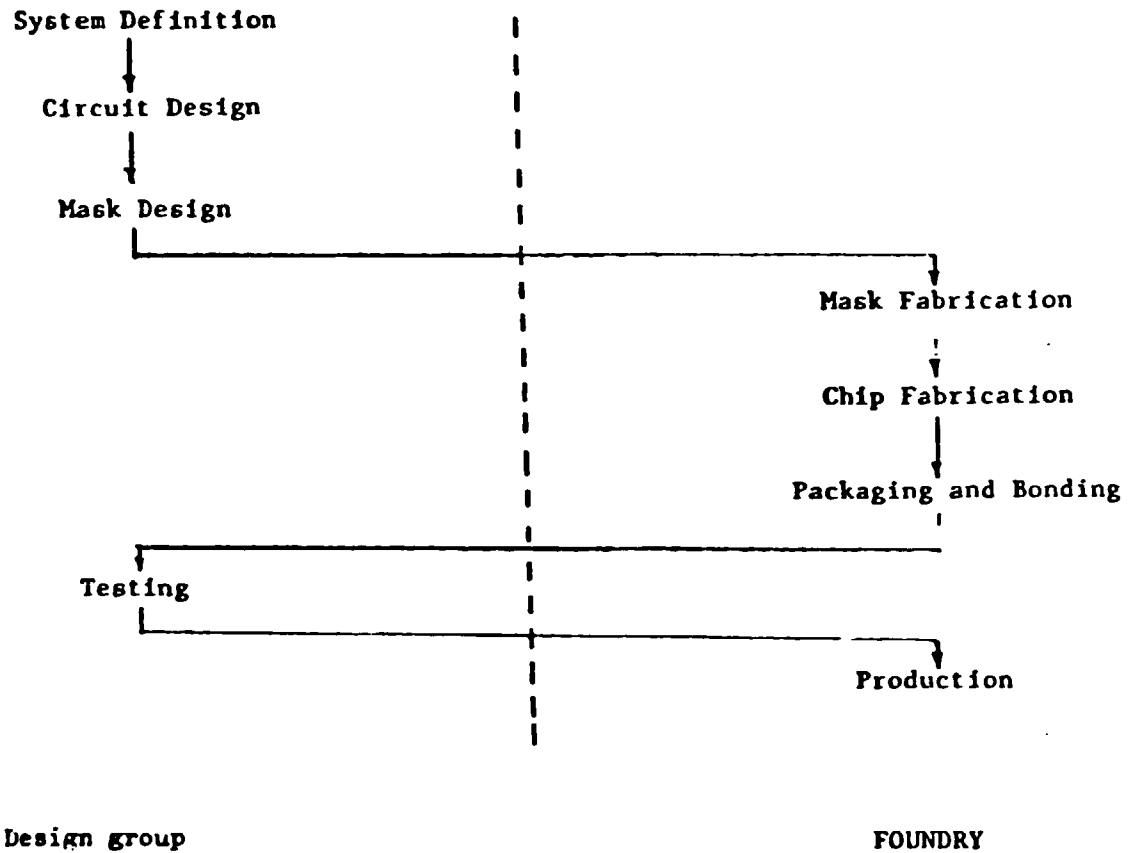 System Definition
Circuit Design
Mask Design
Mask Fabrication
Chip Fabrication
Packaging and Bonding
Testing
Production
Design group
FOUNDRY